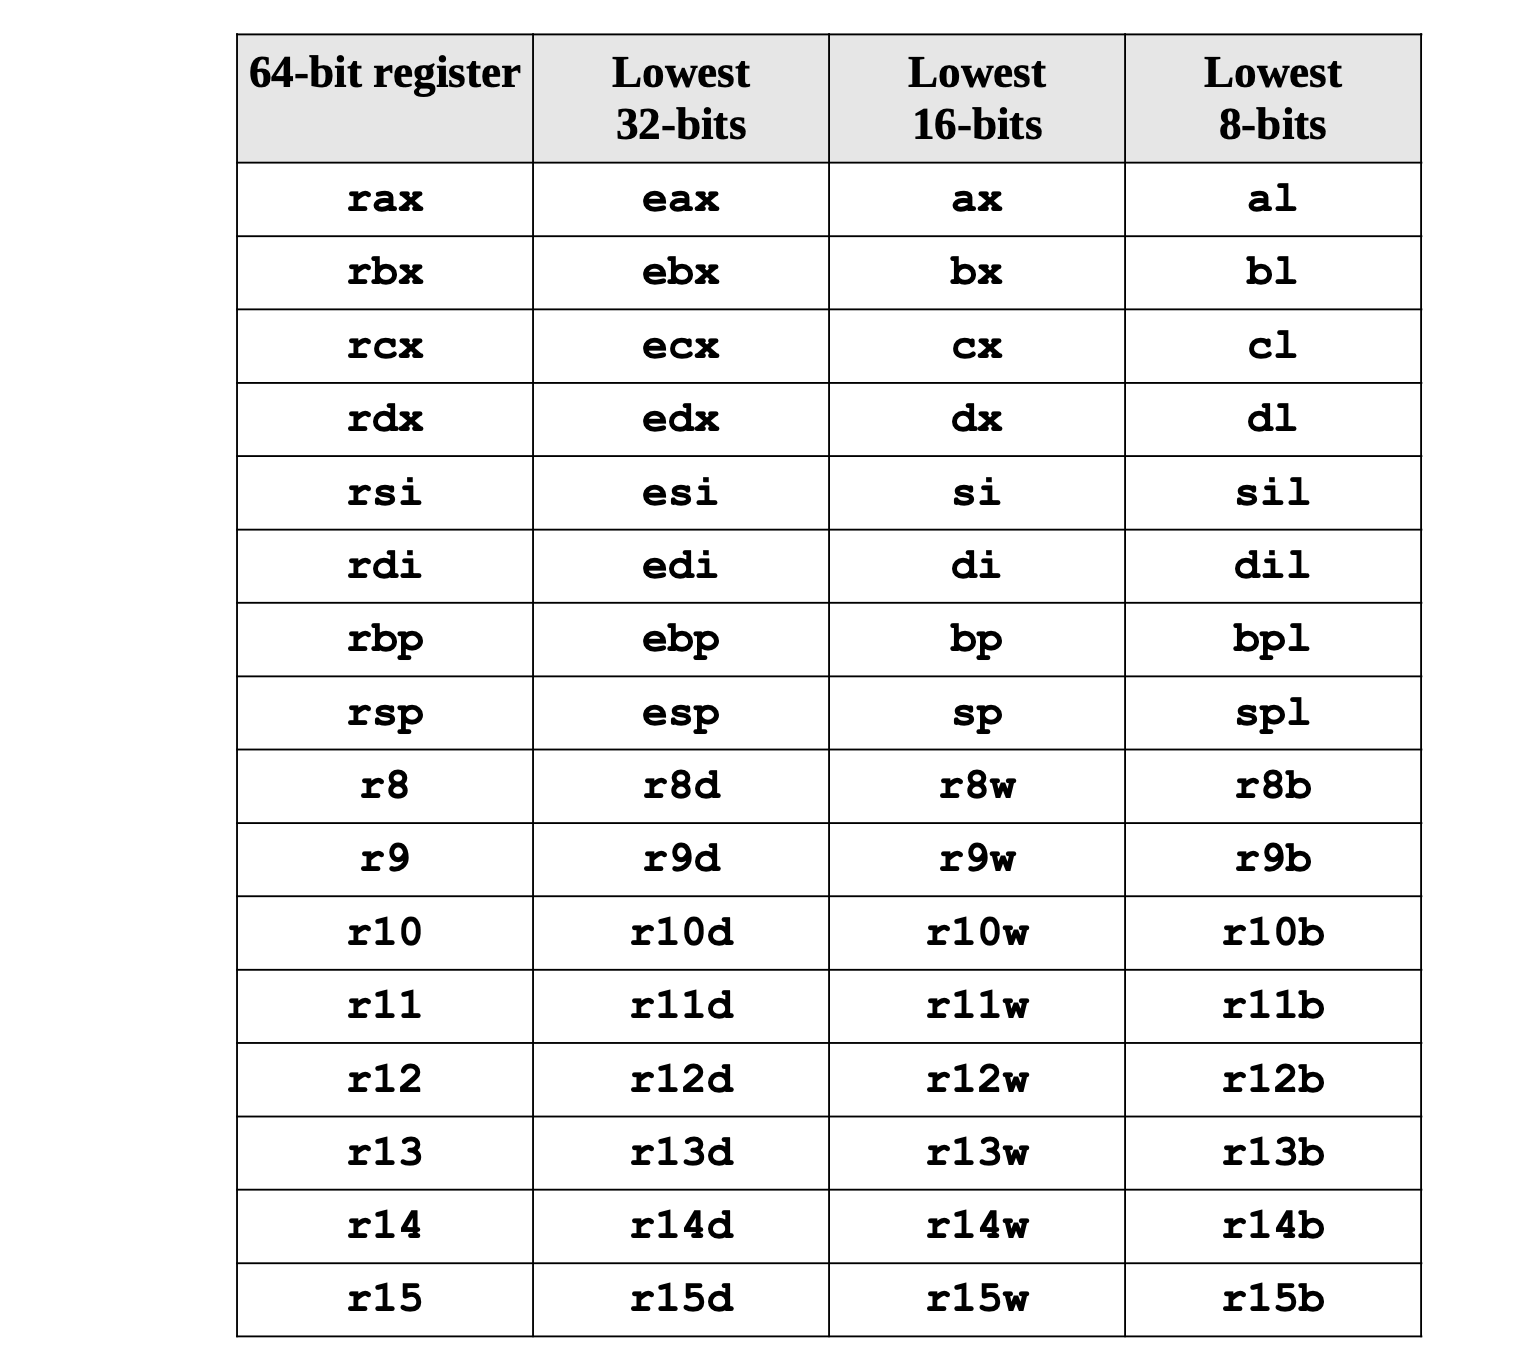 64-bit register Lowest 32-bits Lowest 16-bits Lowest 8-bits
rax eax ax al
rbx ebx bx bl
rcx ecx cx cl
rdx edx dx dl
rsi esi si sil
rdi edi di dil
rbp ebp bp bpl
rsp esp sp spl
r8 r8d r8w r8b
r9 r9d r9w r9b
r10 r10d r10w r10b
r11 r11d r11w r11b
r12 r12d r12w r12b
r13 r13d r13w r13b
r14 r14d r14w r14b
r15 r15d r15w r15b